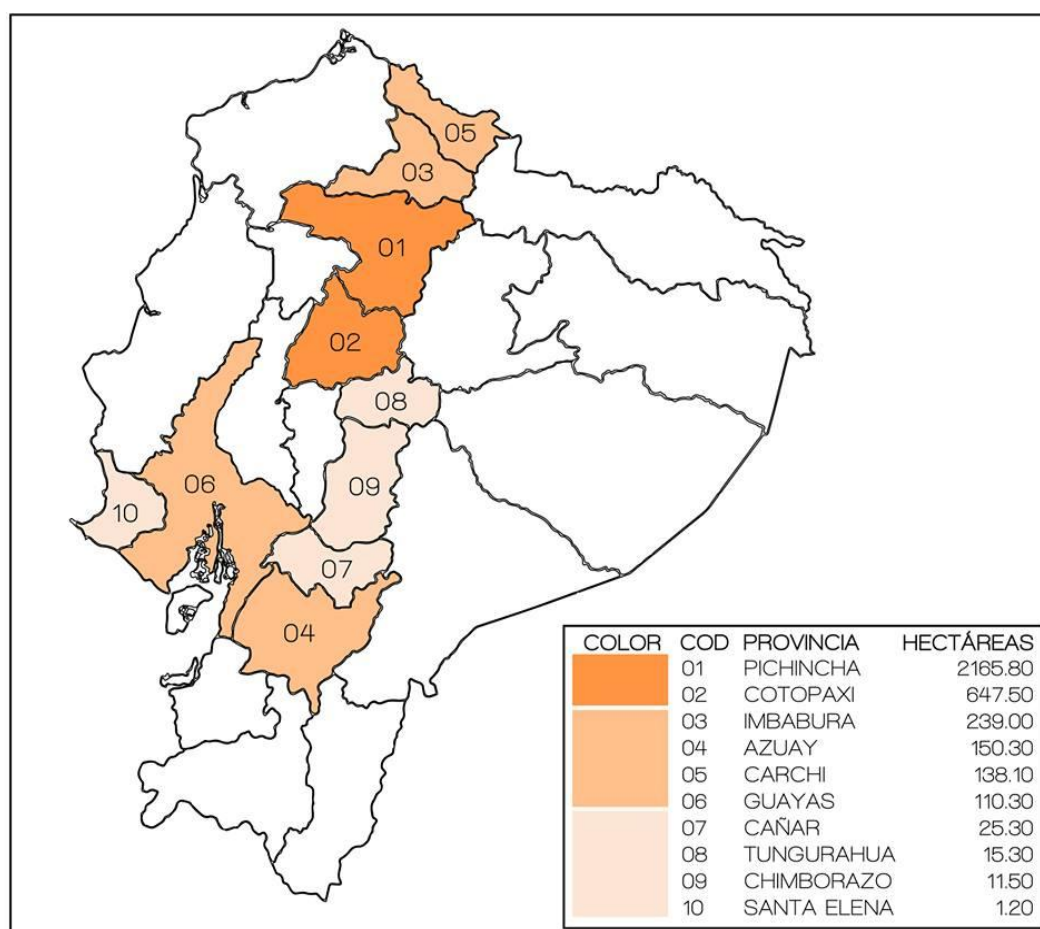 05
03
01
02
08
06
09
10
07
04
COLOR COD PROVINCIA HECTÁREAS
01 PICHINCHA 2165.80
02 COTOPAXI 647.50
03 IMBABURA 239.00
04 AZUAY 150.30
05 CARCHI 138.10
06 GUAYAS 110.30
07 CAÑAR 25.30
08 TUNGURAHUA 15.30
09 CHIMBORAZO 11.50
10 SANTA ELENA 1.20